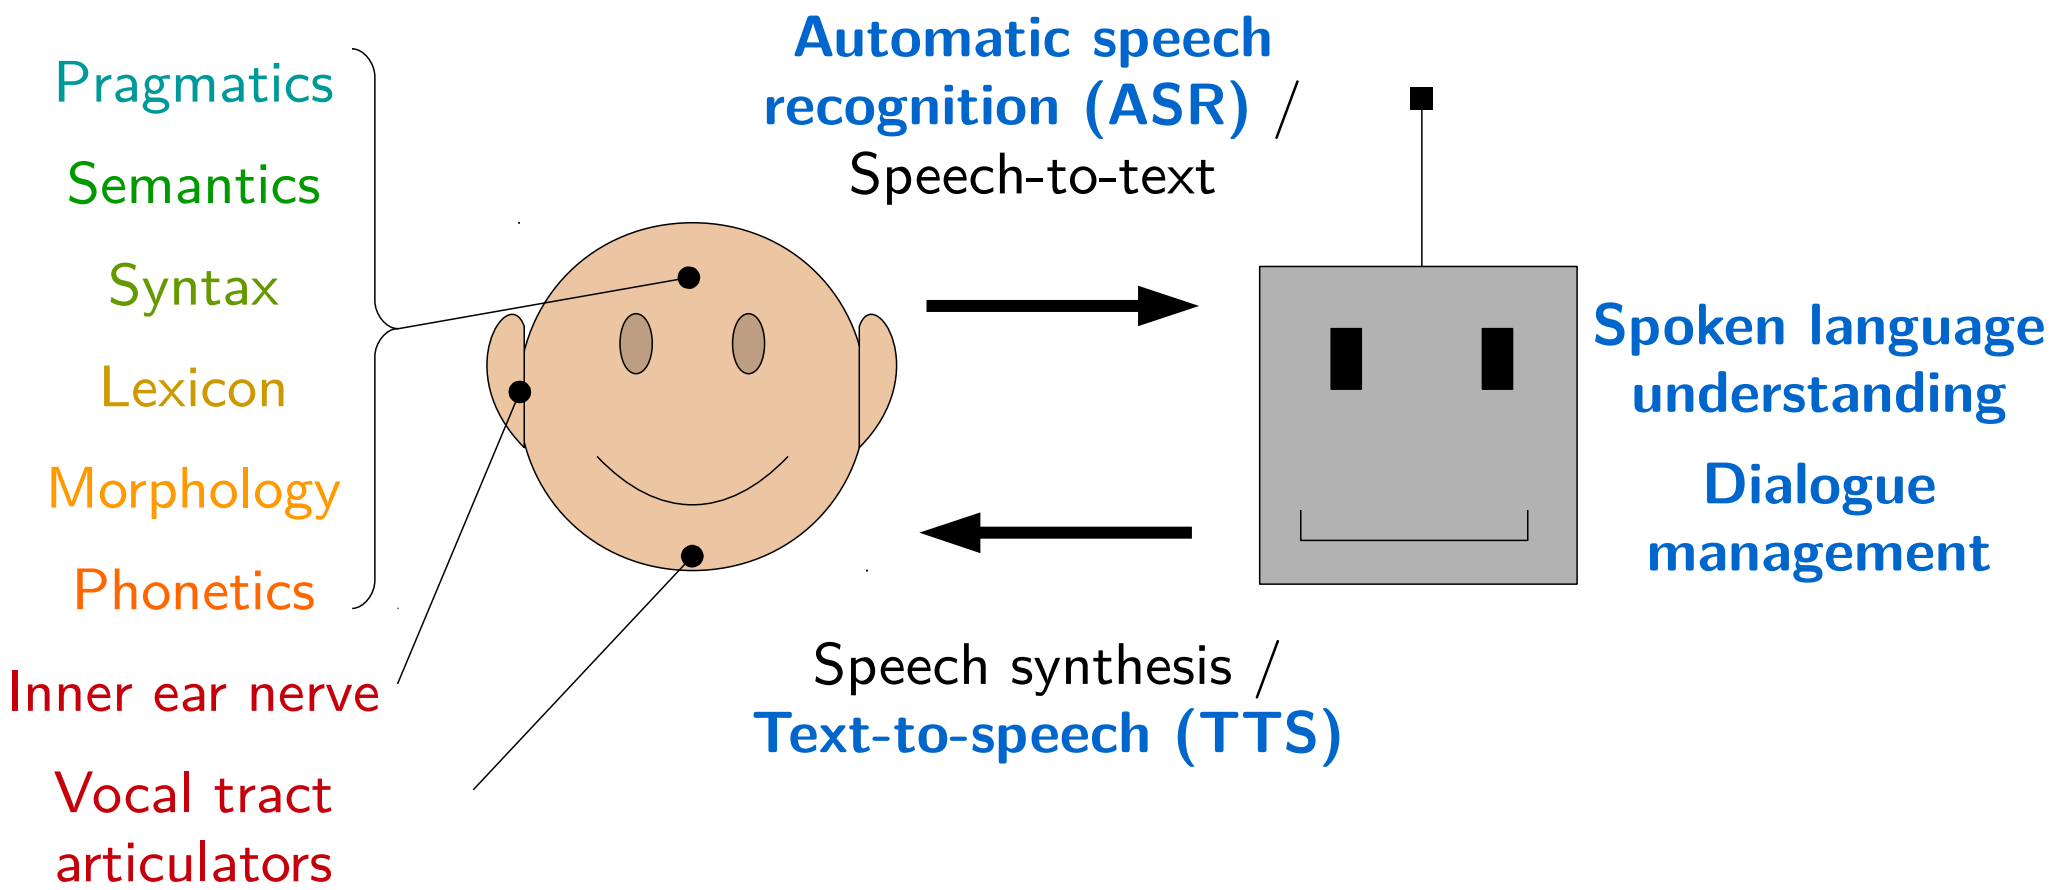 Pragmatics
Semantics
Syntax
Lexicon
Morphology
Phonetics
Inner ear nerve
Vocal tract
articulators
Automatic speech
recognition (ASR) /
Speech-to-text
Speech synthesis /
Text-to-speech (TTS)
Spoken language
understanding
Dialogue
management